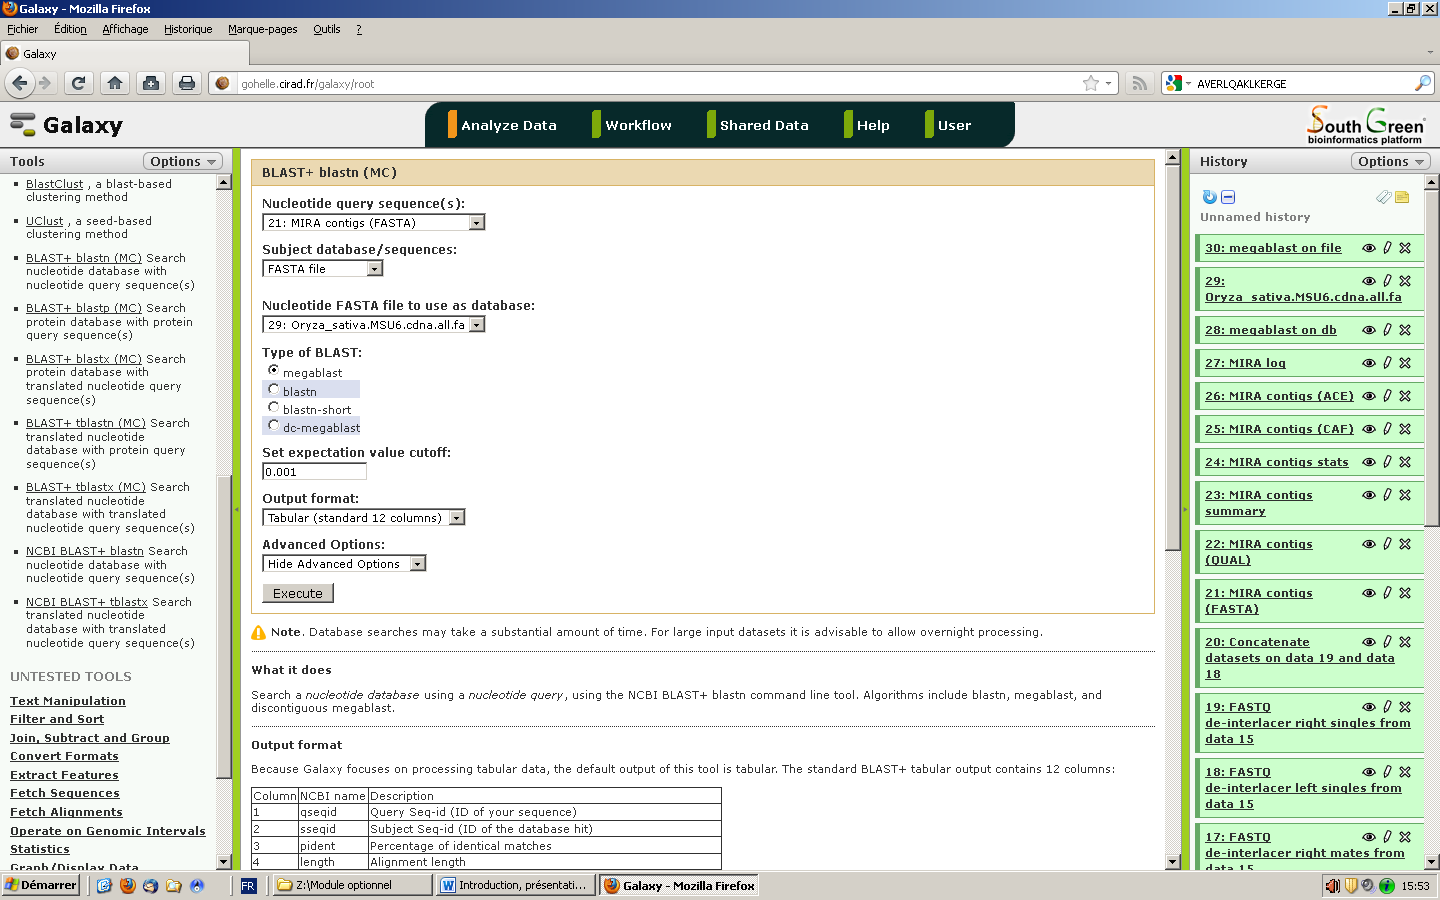 Galaxy - Mozilla Firefox
Fichier Édition Affichage Historique Marque-pages Outils ?
Galaxy
gohelle.cirad.fr/galaxy/root
AVERLQAKLKERGE
Galaxy
Analyze Data Workflow Shared Data Help User
South Green
bioinformatics platform
Tools Options
BlastClust , a blast-based
clustering method
UClust , a seed-based
clustering method
BLAST+ blastn (MC) Search
nucleotide database with
nucleotide query sequence(s)
BLAST+ blastp (MC) Search
protein database with protein
query sequence(s)
BLAST+ blastx (MC) Search
protein database with
translated nucleotide query
sequence(s)
BLAST+ tblastn (MC) Search
translated nucleotide
database with protein query
sequence(s)
BLAST+ tblastx (MC) Search
translated nucleotide
database with translated
nucleotide query sequence(s)
NCBI BLAST+ blastn Search
nucleotide database with
nucleotide query sequence(s)
NCBI BLAST+ tblastx Search
translated nucleotide
database with translated
nucleotide query sequence(s)
UNTESTED TOOLS
Text Manipulation
Filter and Sort
Join, Subtract and Group
Convert Formats
Extract Features
Fetch Sequences
Fetch Alignments
Operate on Genomic Intervals
Statistics
Graph/Display Data
BLAST+ blastn (MC)
Nucleotide query sequence(s):
21: MIRA contigs (FASTA)
Subject database/sequences:
FASTA file
Nucleotide FASTA file to use as database:
29: Oryza_sativa.MSU6.cdna.all.fa
Type of BLAST:
megablast
blastn
blastn-short
dc-megablast
Set expectation value cutoff:
0.001
Output format:
Tabular (standard 12 columns)
Advanced Options:
Hide Advanced Options
Execute
Note. Database searches may take a substantial amount of time. For large input datasets it is advisable to allow overnight processing.
What it does
Search a nucleotide database using a nucleotide query, using the NCBI BLAST+ blastn command line tool. Algorithms include blastn, megablast, and
discontiguous megablast.
Output format
Because Galaxy focuses on processing tabular data, the default output of this tool is tabular. The standard BLAST+ tabular output contains 12 columns:
Column NCBI name Description
1 qseqid Query Seq-id (ID of your sequence)
2 sseqid Subject Seq-id (ID of the database hit)
3 pident Percentage of identical matches
4 length Alignment length
History Options
Unnamed history
30: megablast on file
29:
Oryza_sativa.MSU6.cdna.all.fa
28: megablast on db
27: MIRA log
26: MIRA contigs (ACE)
25: MIRA contigs (CAF)
24: MIRA contigs stats
23: MIRA contigs
summary
22: MIRA contigs
(QUAL)
21: MIRA contigs
(FASTA)
20: Concatenate
datasets on data 19 and data
18
19: FASTQ
de-interlacer right singles from
data 15
18: FASTQ
de-interlacer left singles from
data 15
17: FASTQ
de-interlacer right mates from
data 15
Démarrer FR Z:\Module optionnel Introduction, présentati... Galaxy - Mozilla Firefox 15:53